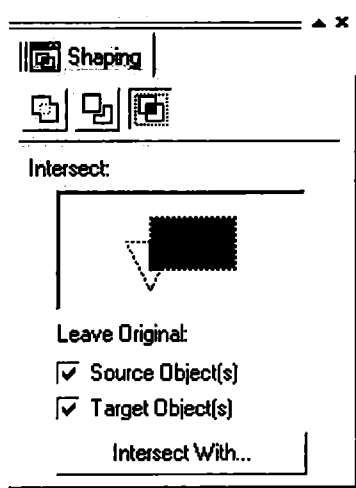 Shaping
Intersect:
Leave Original:
Source Object(s)
Target Object(s)
Intersect With...